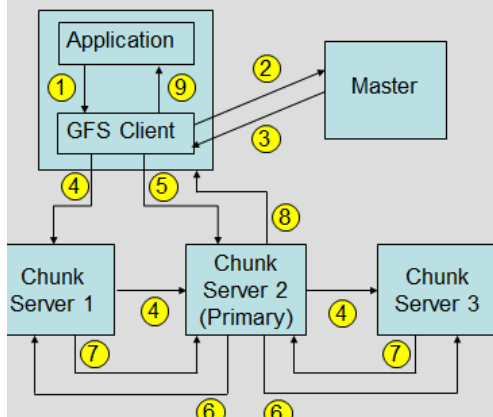 Application
1
9
2
GFS Client
3
Master
4
5
8
Chunk
Server 1
4
Chunk
Server 2
(Primary)
4
Chunk
Server 3
7
7
6
6